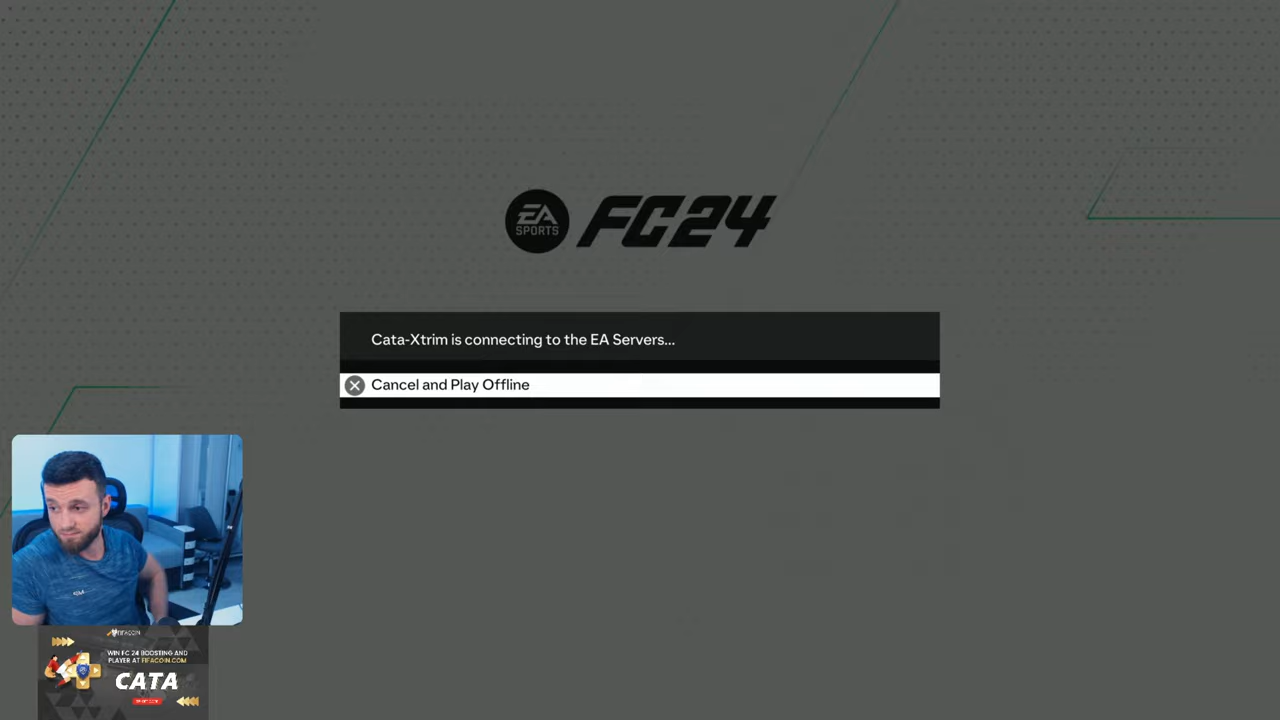 EA
SPORTS
FC24
Cata-Xtrim is connecting to the EA Servers...
Cancel and Play Offline
FIFACOIN
WIN FC 24 BOOSTING AND
PLAYER AT FIFACOIN.COM
CATA